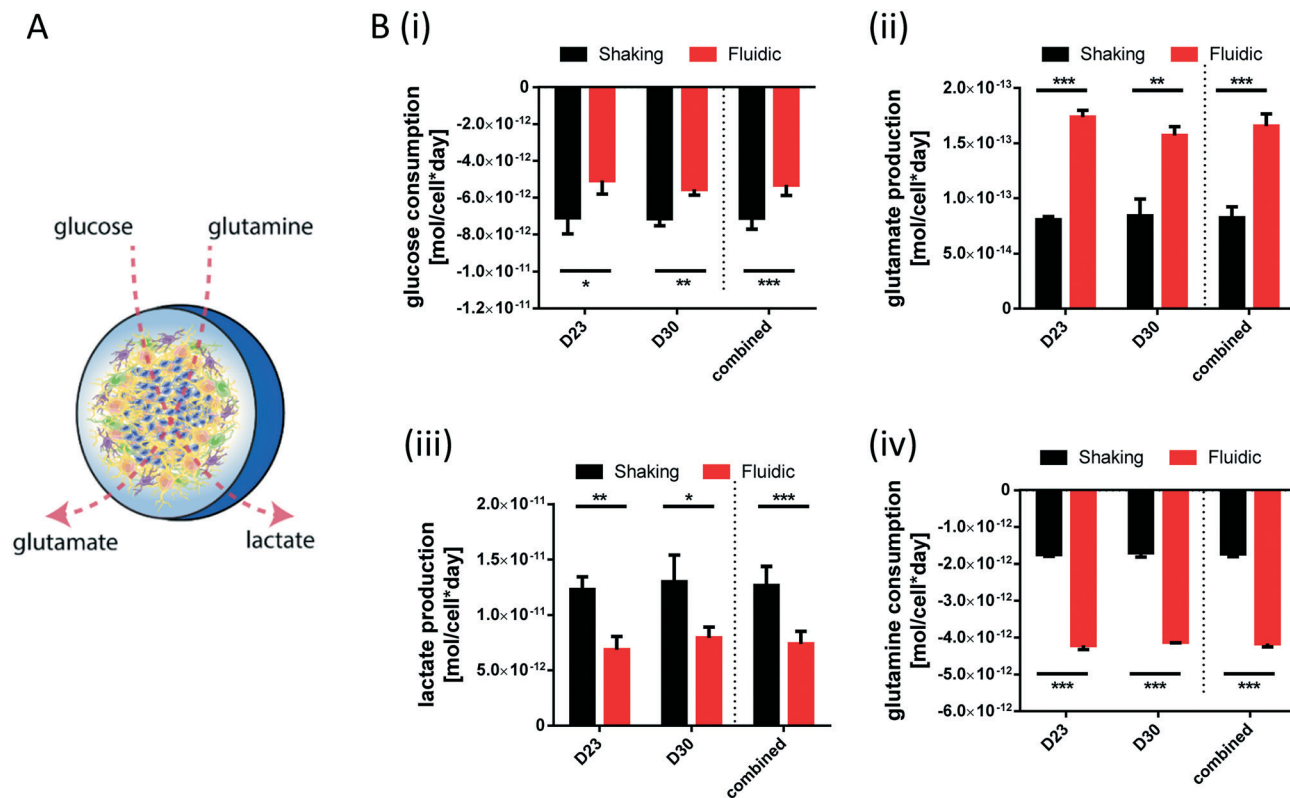 A
glucose
glutamine
glutamate
lactate
B (i)
Shaking
Fluidic
glucose consumption
[mol/cell*day]
0
-2.0×10⁻¹²
-4.0×10⁻¹²
-6.0×10⁻¹²
-8.0×10⁻¹²
-1.0×10⁻¹¹
-1.2×10⁻¹¹
*
**
***
D23
D30
combined
(ii)
Shaking
Fluidic
glutamate production
[mol/cell*day]
2.0×10⁻¹³
1.5×10⁻¹³
1.0×10⁻¹³
5.0×10⁻¹⁴
0
***
**
***
D23
D30
combined
(iii)
Shaking
Fluidic
lactate production
[mol/cell*day]
2.0×10⁻¹¹
1.5×10⁻¹¹
1.0×10⁻¹¹
5.0×10⁻¹²
0
**
*
***
D23
D30
combined
(iv)
Shaking
Fluidic
glutamine consumption
[mol/cell*day]
0
-1.0×10⁻¹²
-2.0×10⁻¹²
-3.0×10⁻¹²
-4.0×10⁻¹²
-5.0×10⁻¹²
-6.0×10⁻¹²
***
***
***
D23
D30
combined